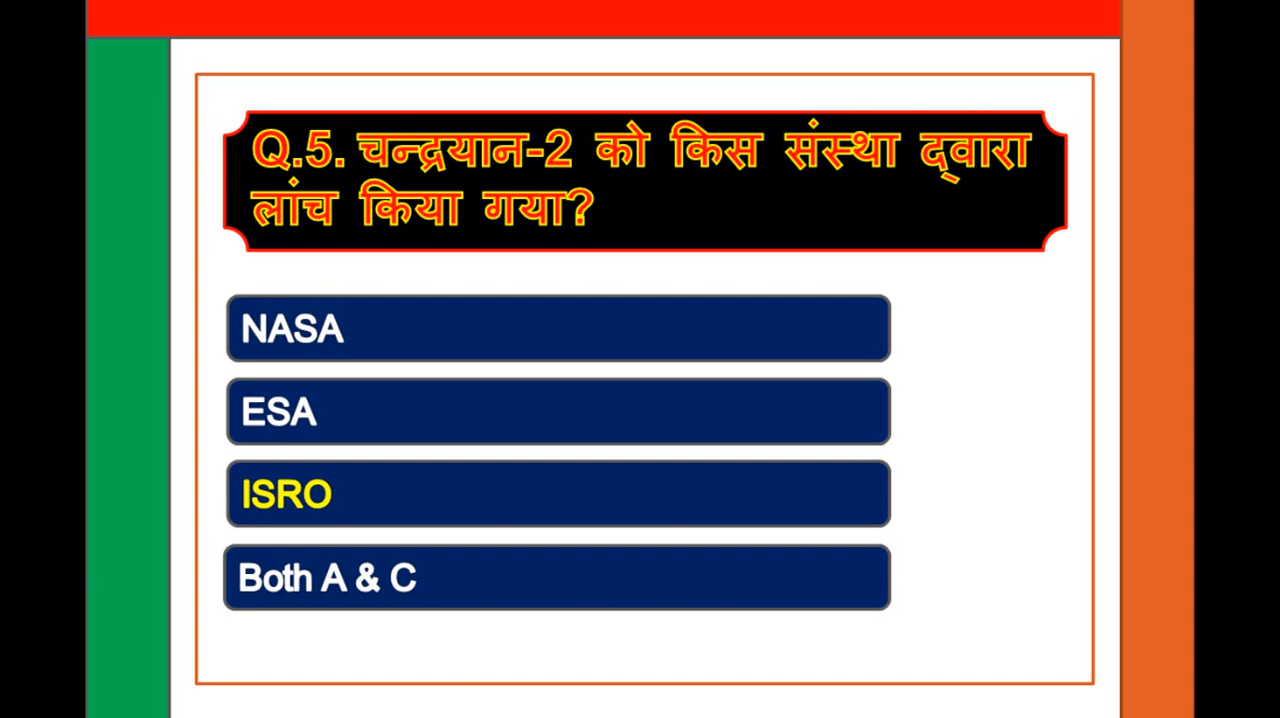 Q.5. चन्द्रयान-2 को किस संस्था द्वारा
लांच किया गया?
NASA
ESA
ISRO
Both A & C